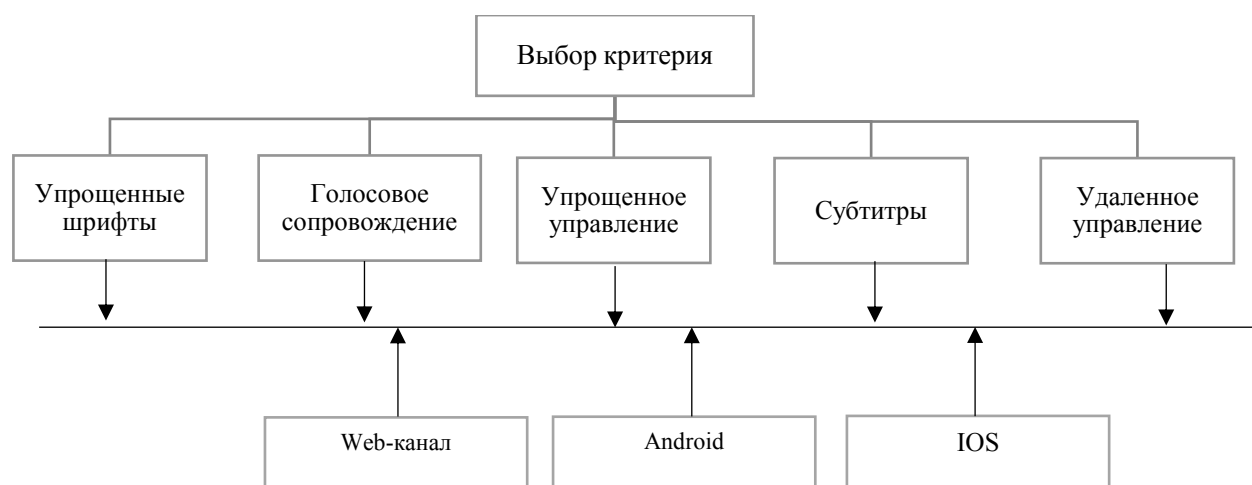 Выбор критерия
Упрощенные
шрифты
Голосовое
сопровождение
Упрощенное
управление
Субтитры
Удаленное
управление
Web-канал
Android
IOS